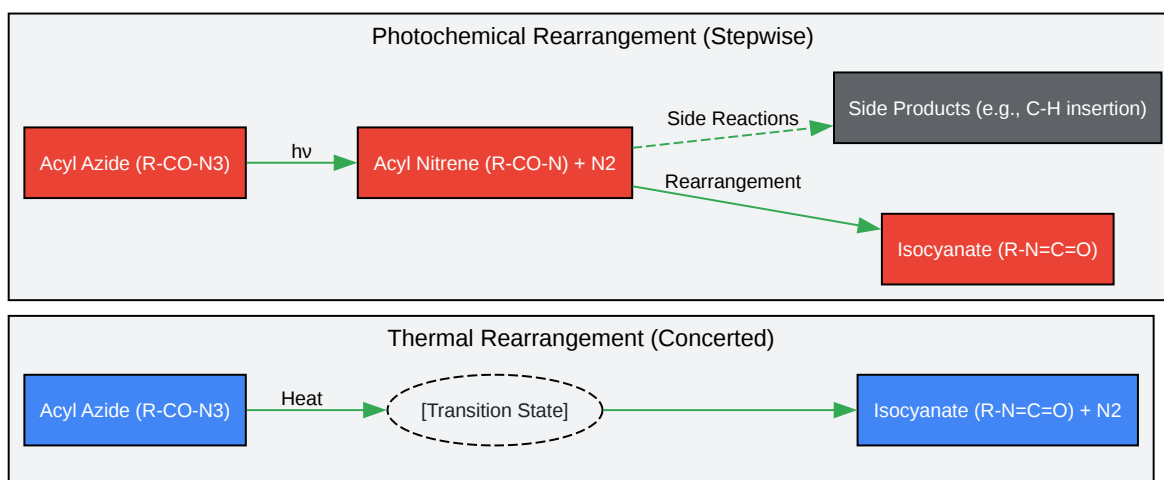 Photochemical Rearrangement (Stepwise)
Acyl Azide (R-CO-N3)
hν
Acyl Nitrene (R-CO-N) + N2
Side Reactions
Side Products (e.g., C-H insertion)
Rearrangement
Isocyanate (R-N=C=O)
Thermal Rearrangement (Concerted)
Acyl Azide (R-CO-N3)
Heat
[Transition State]
Isocyanate (R-N=C=O) + N2